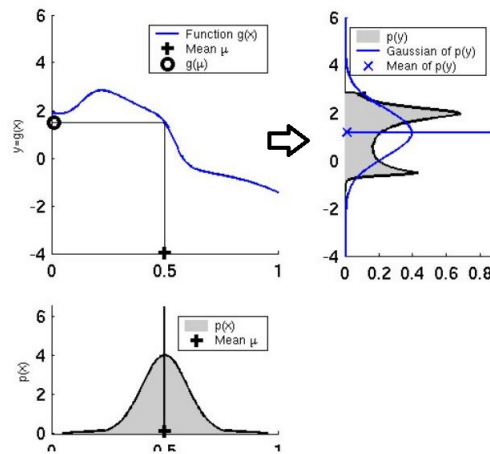 6
4
2
0
-2
-4
y=g(x)
Function g(x)
Mean μ
g(μ)
0
0.5
1
6
4
2
0
-2
-4
p(y)
Gaussian of p(y)
Mean of p(y)
0
0.2
0.4
0.6
0.8
6
4
2
0
p(x)
p(x)
Mean μ
0
0.5
1